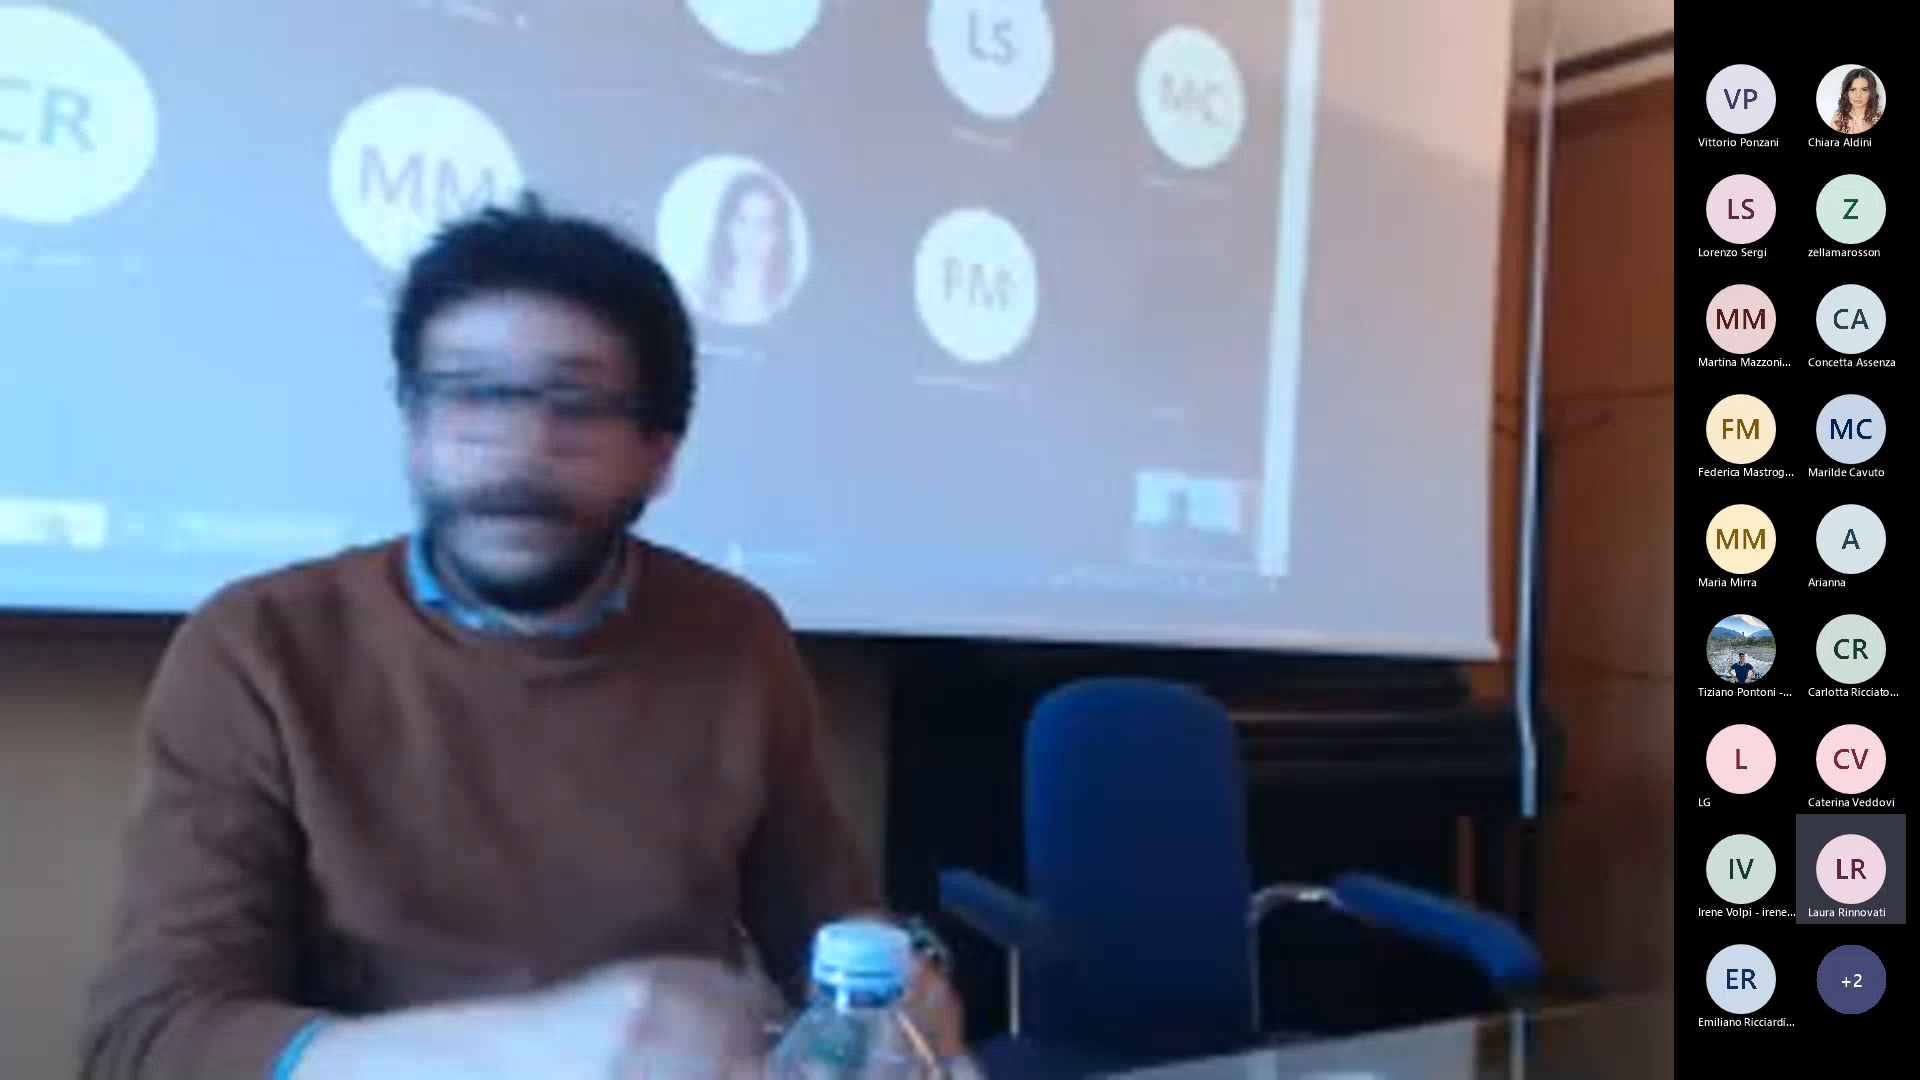 CR
MM
Ls
MC
FM
VP
Vittorio Ponzani
Chiara Aldini
LS
Lorenzo Sergi
Z
zellamarosson
MM
Martina Mazzoni...
CA
Concetta Assenza
FM
Federica Mastrog...
MC
Marilde Cavuto
MM
Maria Mirra
A
Arianna
Tiziano Pontoni -...
CR
Carlotta Ricciato...
L
LG
CV
Caterina Veddovi
IV
Irene Volpi - irene...
LR
Laura Rinnovati
ER
Emiliano Ricciardi...
+2